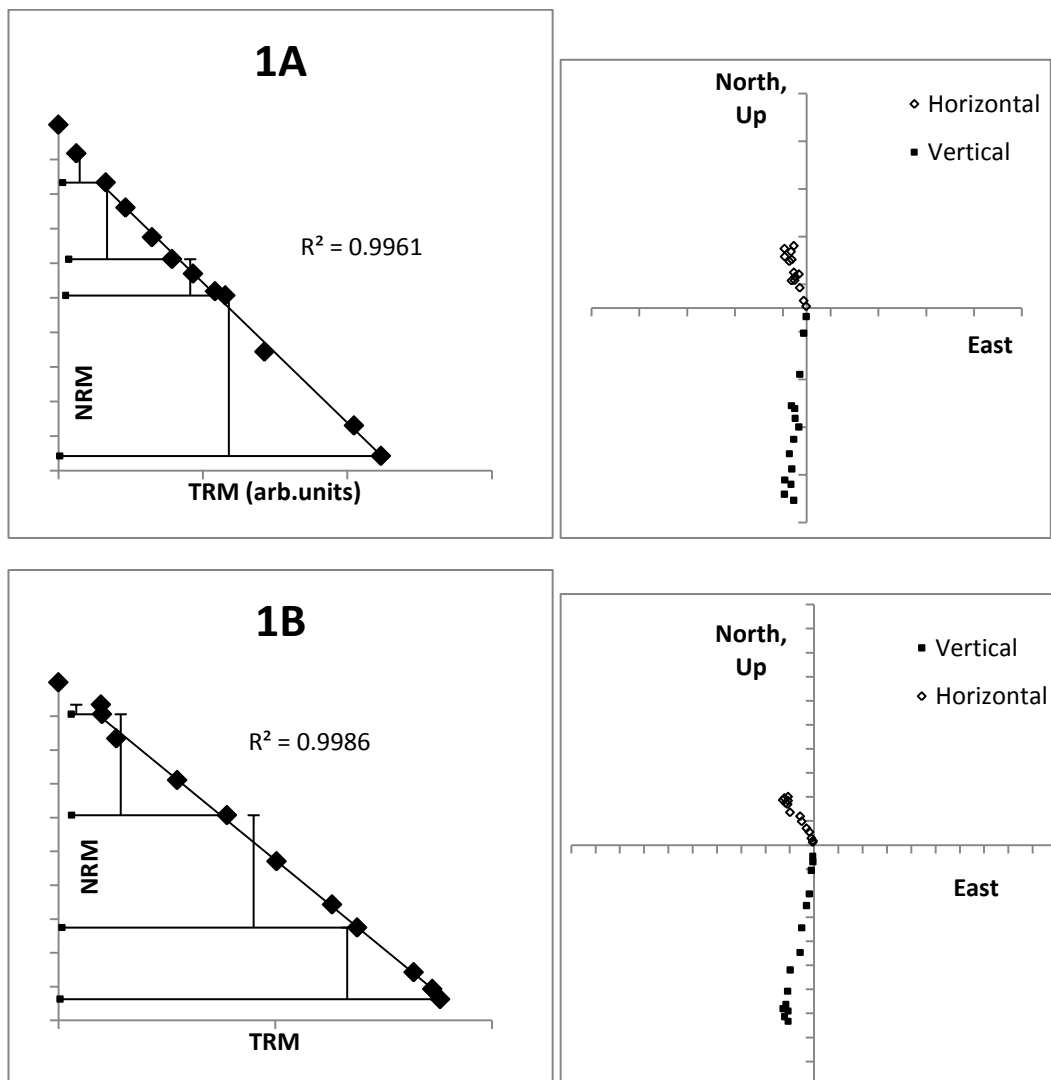 1A
R² = 0.9961
NRM
TRM (arb.units)
North,
Up
Horizontal
Vertical
East
1B
R² = 0.9986
NRM
TRM
North,
Up
Vertical
Horizontal
East